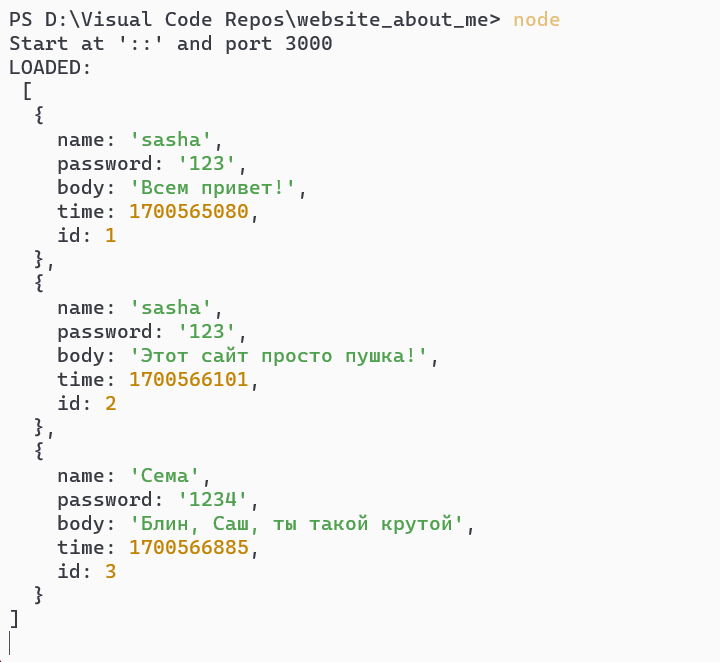 PS D:\Visual Code Repos\website_about_me> node
Start at '::' and port 3000
LOADED:
[
{
name: 'sasha',
password: '123',
body: 'Всем привет!',
time: 1700565080,
id: 1
},
{
name: 'sasha',
password: '123',
body: 'Этот сайт просто пушка!',
time: 1700566101,
id: 2
},
{
name: 'Сема',
password: '1234',
body: 'Блин, Саш, ты такой крутой',
time: 1700566885,
id: 3
}
]